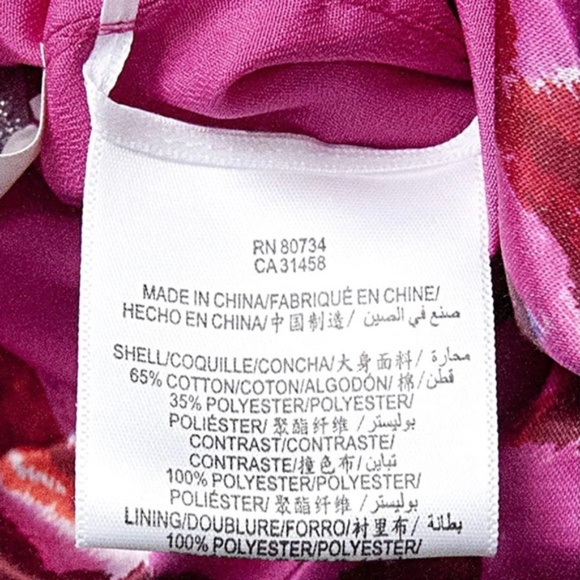 RN 80734
CA 31458
MADE IN CHINA/FABRIQUÉ EN CHINE/
HECHO EN CHINA/中国制造/ صنع في الصين
SHELL/COQUILLE/CONCHA/大身面料/ محارة
65% COTTON/COTON/ALGODÓN/ 棉/ قطن
35% POLYESTER/POLYESTER/
POLIÉSTER/ 聚酯纤维 / بوليستر
CONTRAST/CONTRASTE/
CONTRASTE/撞色布/ تباين
100% POLYESTER/POLYESTER/
POLIÉSTER/ 聚酯纤维 / بوليستر
LINING/DOUBLURE/FORRO/衬里布/ بطانة
100% POLYESTER/POLYESTER/